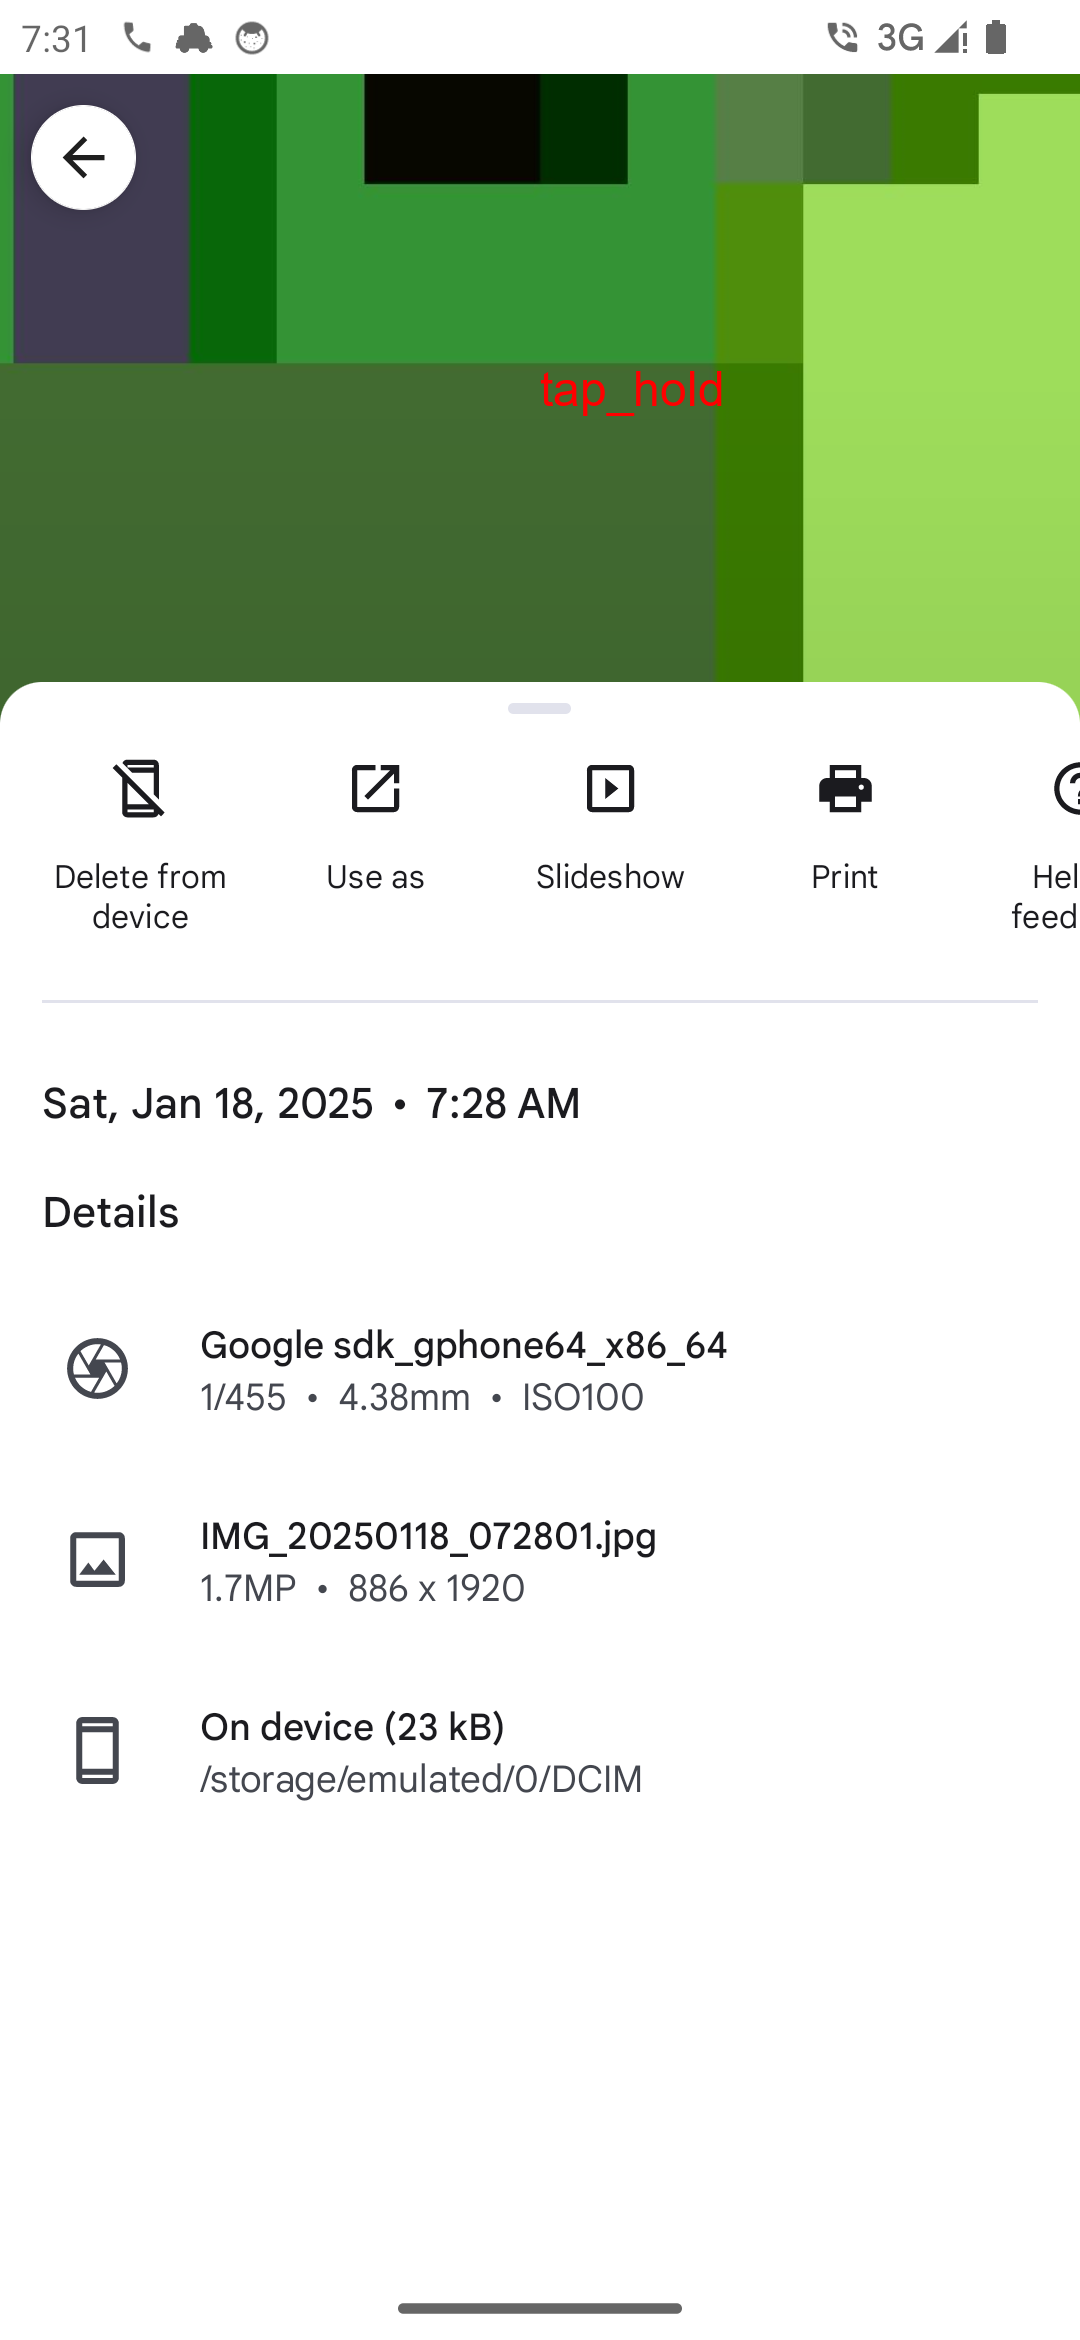 7:31
3G
tap_hold
Delete from
device
Use as
Slideshow
Print
Hel
feed
Sat, Jan 18, 2025 • 7:28 AM
Details
Google sdk_gphone64_x86_64
1/455 • 4.38mm • ISO100
IMG_20250118_072801.jpg
1.7MP • 886 x 1920
On device (23 kB)
/storage/emulated/0/DCIM